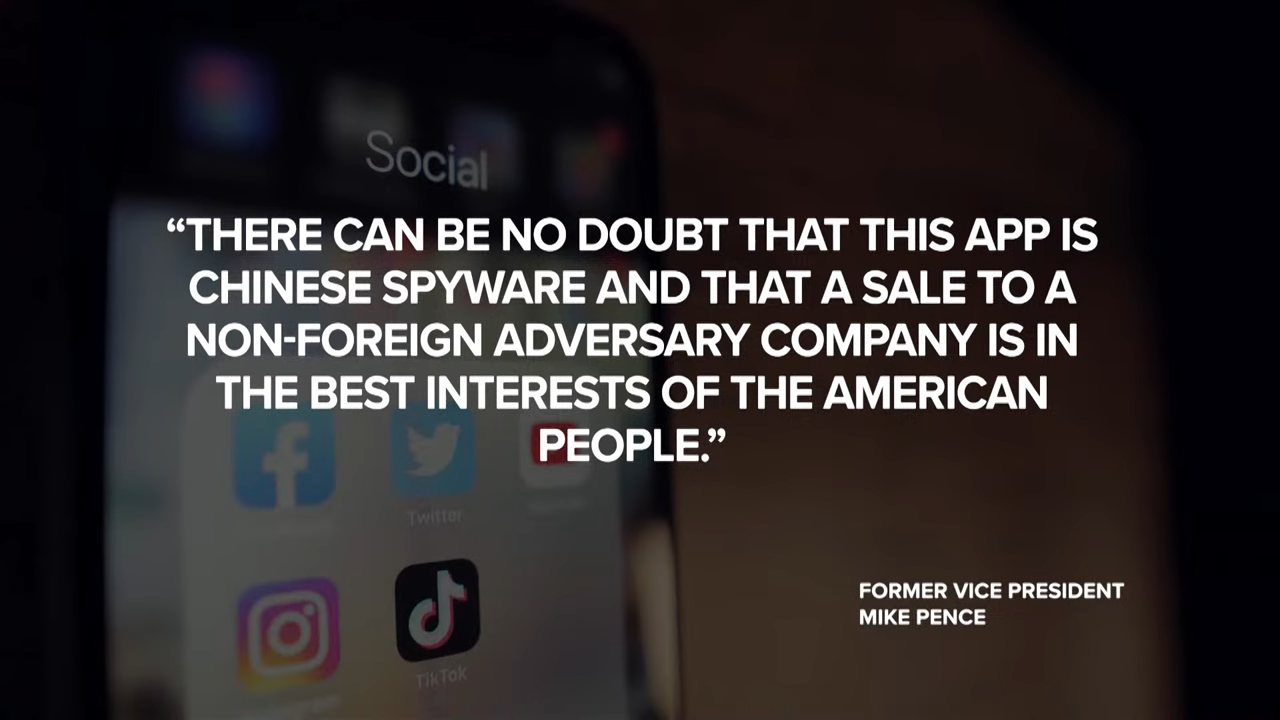 Social
“THERE CAN BE NO DOUBT THAT THIS APP IS
CHINESE SPYWARE AND THAT A SALE TO A
NON-FOREIGN ADVERSARY COMPANY IS IN
THE BEST INTERESTS OF THE AMERICAN
PEOPLE.”
Twitter
TikTok
FORMER VICE PRESIDENT
MIKE PENCE